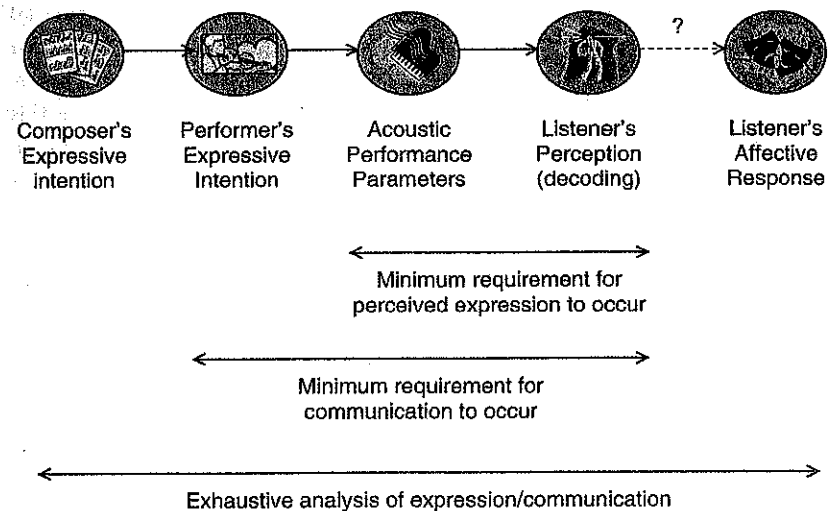 ?
Composer's
Expressive
intention
Performer's
Expressive
Intention
Acoustic
Performance
Parameters
Listener's
Perception
(decoding)
Listener's
Affective
Response
Minimum requirement for
perceived expression to occur
Minimum requirement for
communication to occur
Exhaustive analysis of expression/communication